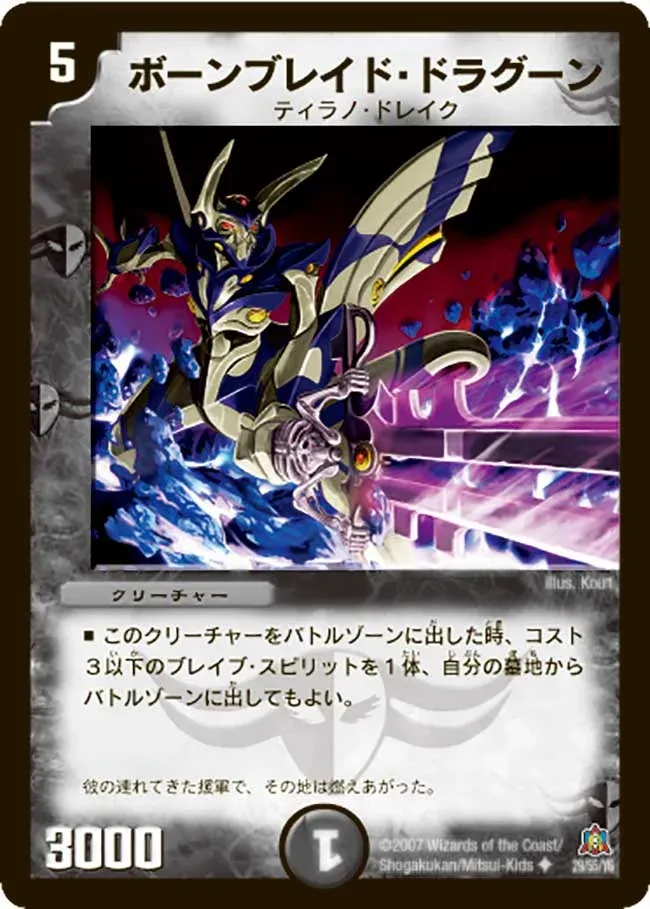 5
ボーンブレイド・ドラグーン
ティラノ・ドレイク
illus. Kou1
クリーチャー
■ このクリーチャーをバトルゾーンに出した時、コスト
3以下のブレイブ・スピリットを1体、自分の墓地から
バトルゾーンに出してもよい。
彼の連れてきた援軍で、その地は燃えあがった。
3000
1
©2007 Wizards of the Coast/
Shogakukan/Mitsui-Kids
29/55/Y6